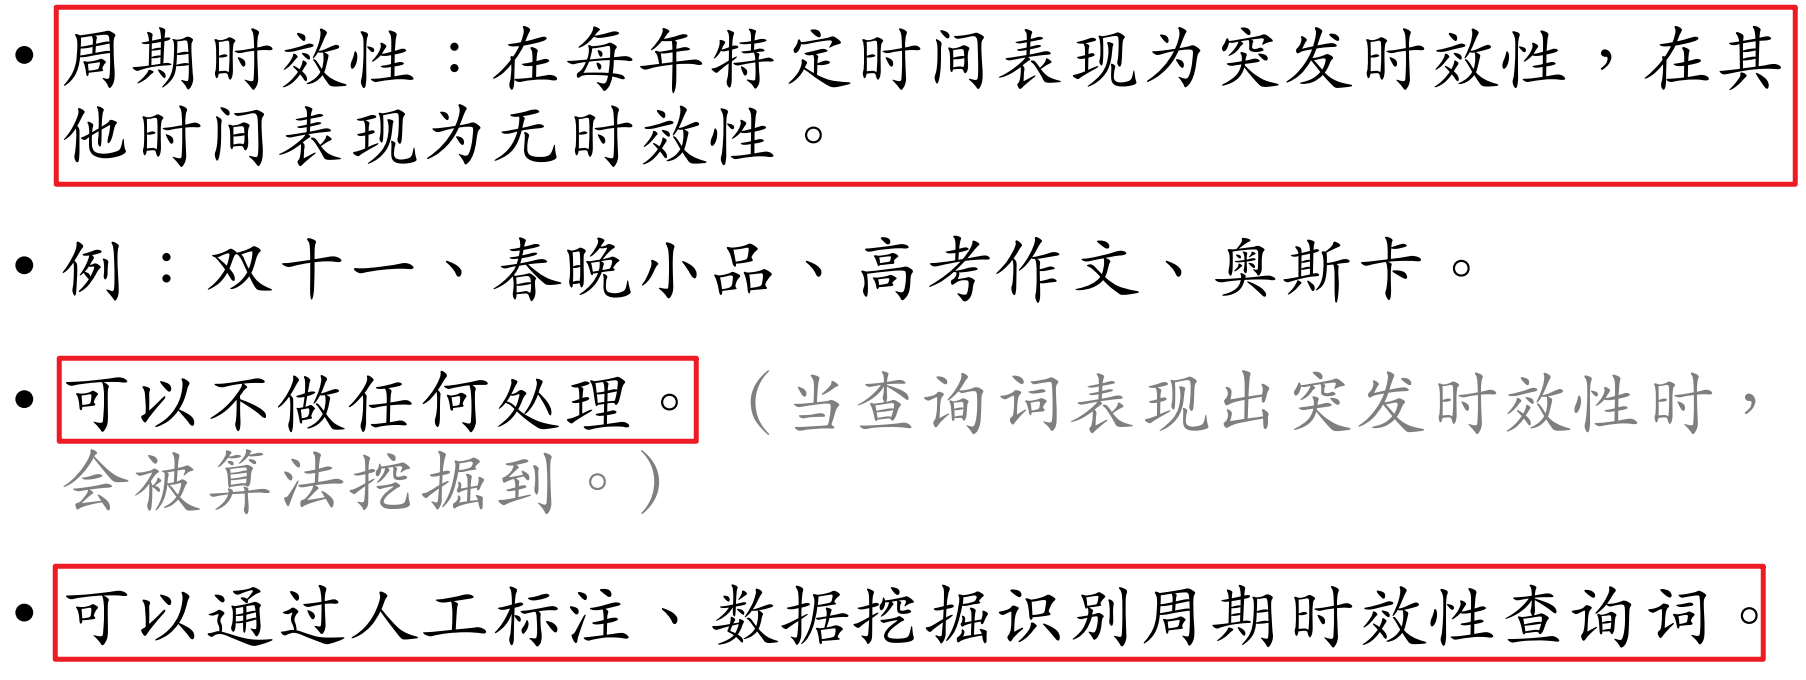 • 周期时效性：在每年特定时间表现为突发时效性，在其
他时间表现为无时效性。
• 例：双十一、春晚小品、高考作文、奥斯卡。
• 可以不做任何处理。（当查询词表现出突发时效性时，
会被算法挖掘到。）
• 可以通过人工标注、数据挖掘识别周期时效性查询词。